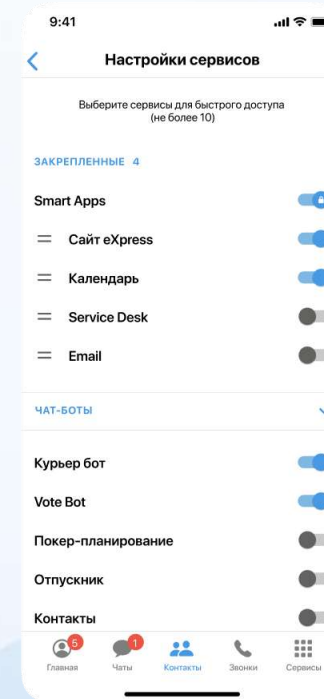 9:41
Настройки сервисов
Выберите сервисы для быстрого доступа
(не более 10)
ЗАКРЕПЛЕННЫЕ 4
Smart Apps
Сайт eXpress
Календарь
Service Desk
Email
ЧАТ-БОТЫ
Курьер бот
Vote Bot
Покер-планирование
Отпускник
Контакты
5
1
Главная
Чаты
Контакты
Звонки
Сервисы